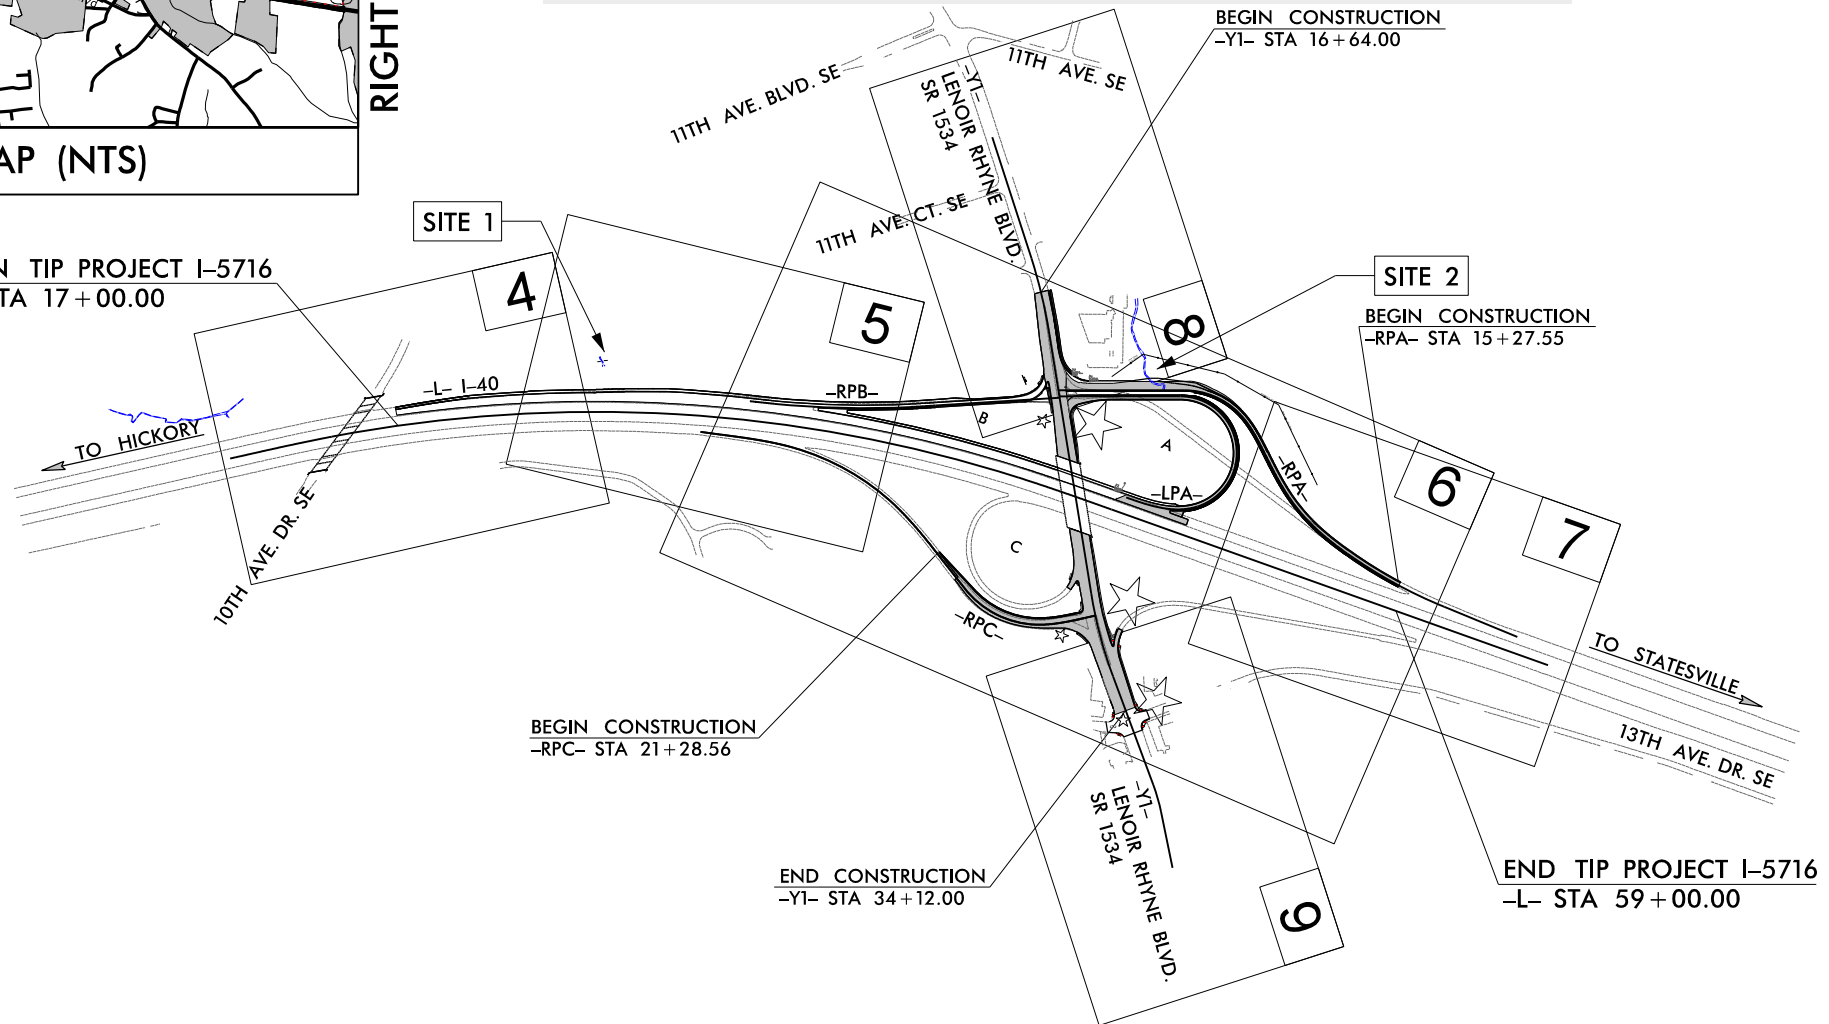 RIGHT
AP (NTS)
BEGIN CONSTRUCTION
-Y1- STA 16+64.00
11TH AVE. BLVD. SE
11TH AVE. SE
-Y1-
LENOIR RHYNE BLVD.
SR 1534
11TH AVE. CT. SE
SITE 1
SITE 2
N TIP PROJECT I-5716
TA 17+00.00
4
5
8
BEGIN CONSTRUCTION
-RPA- STA 15+27.55
-L- I-40
-RPB-
B
A
TO HICKORY
-RPA-
-LPA-
6
7
10TH AVE. DR. SE
C
-RPC-
TO STATESVILLE
BEGIN CONSTRUCTION
-RPC- STA 21+28.56
13TH AVE. DR. SE
-Y1-
LENOIR RHYNE BLVD.
SR 1534
END CONSTRUCTION
-Y1- STA 34+12.00
9
END TIP PROJECT I-5716
-L- STA 59+00.00